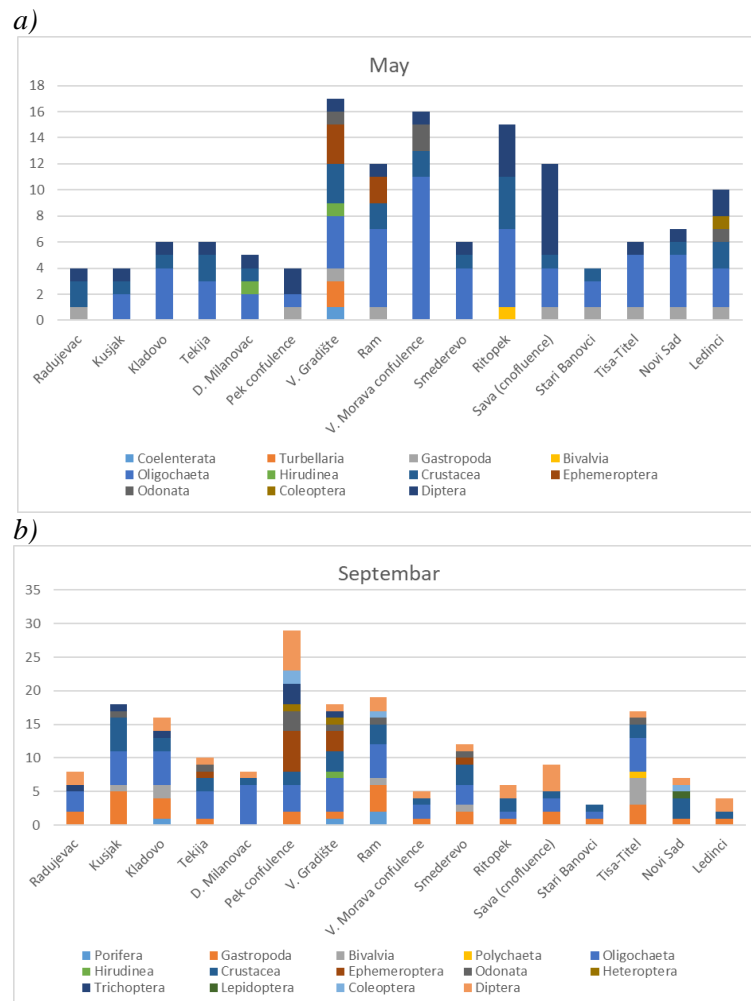 a)
May
18
16
14
12
10
8
6
4
2
0
Radujevac
Kusjak
Kladovo
Tekija
D. Milanovac
Pek confulence
V. Gradište
Ram
V. Morava confulence
Smederevo
Ritopek
Sava (cnofluence)
Stari Banovci
Tisa-Titel
Novi Sad
Ledinci
Coelenterata Turbellaria Gastropoda Bivalvia
Oligochaeta Hirudinea Crustacea Ephemeroptera
Odonata Coleoptera Diptera
b)
Septembar
35
30
25
20
15
10
5
0
Radujevac
Kusjak
Kladovo
Tekija
D. Milanovac
Pek confulence
V. Gradište
Ram
V. Morava confulence
Smederevo
Ritopek
Sava (cnofluence)
Stari Banovci
Tisa-Titel
Novi Sad
Ledinci
Porifera Gastropoda Bivalvia Polychaeta Oligochaeta
Hirudinea Crustacea Ephemeroptera Odonata Heteroptera
Trichoptera Lepidoptera Coleoptera Diptera